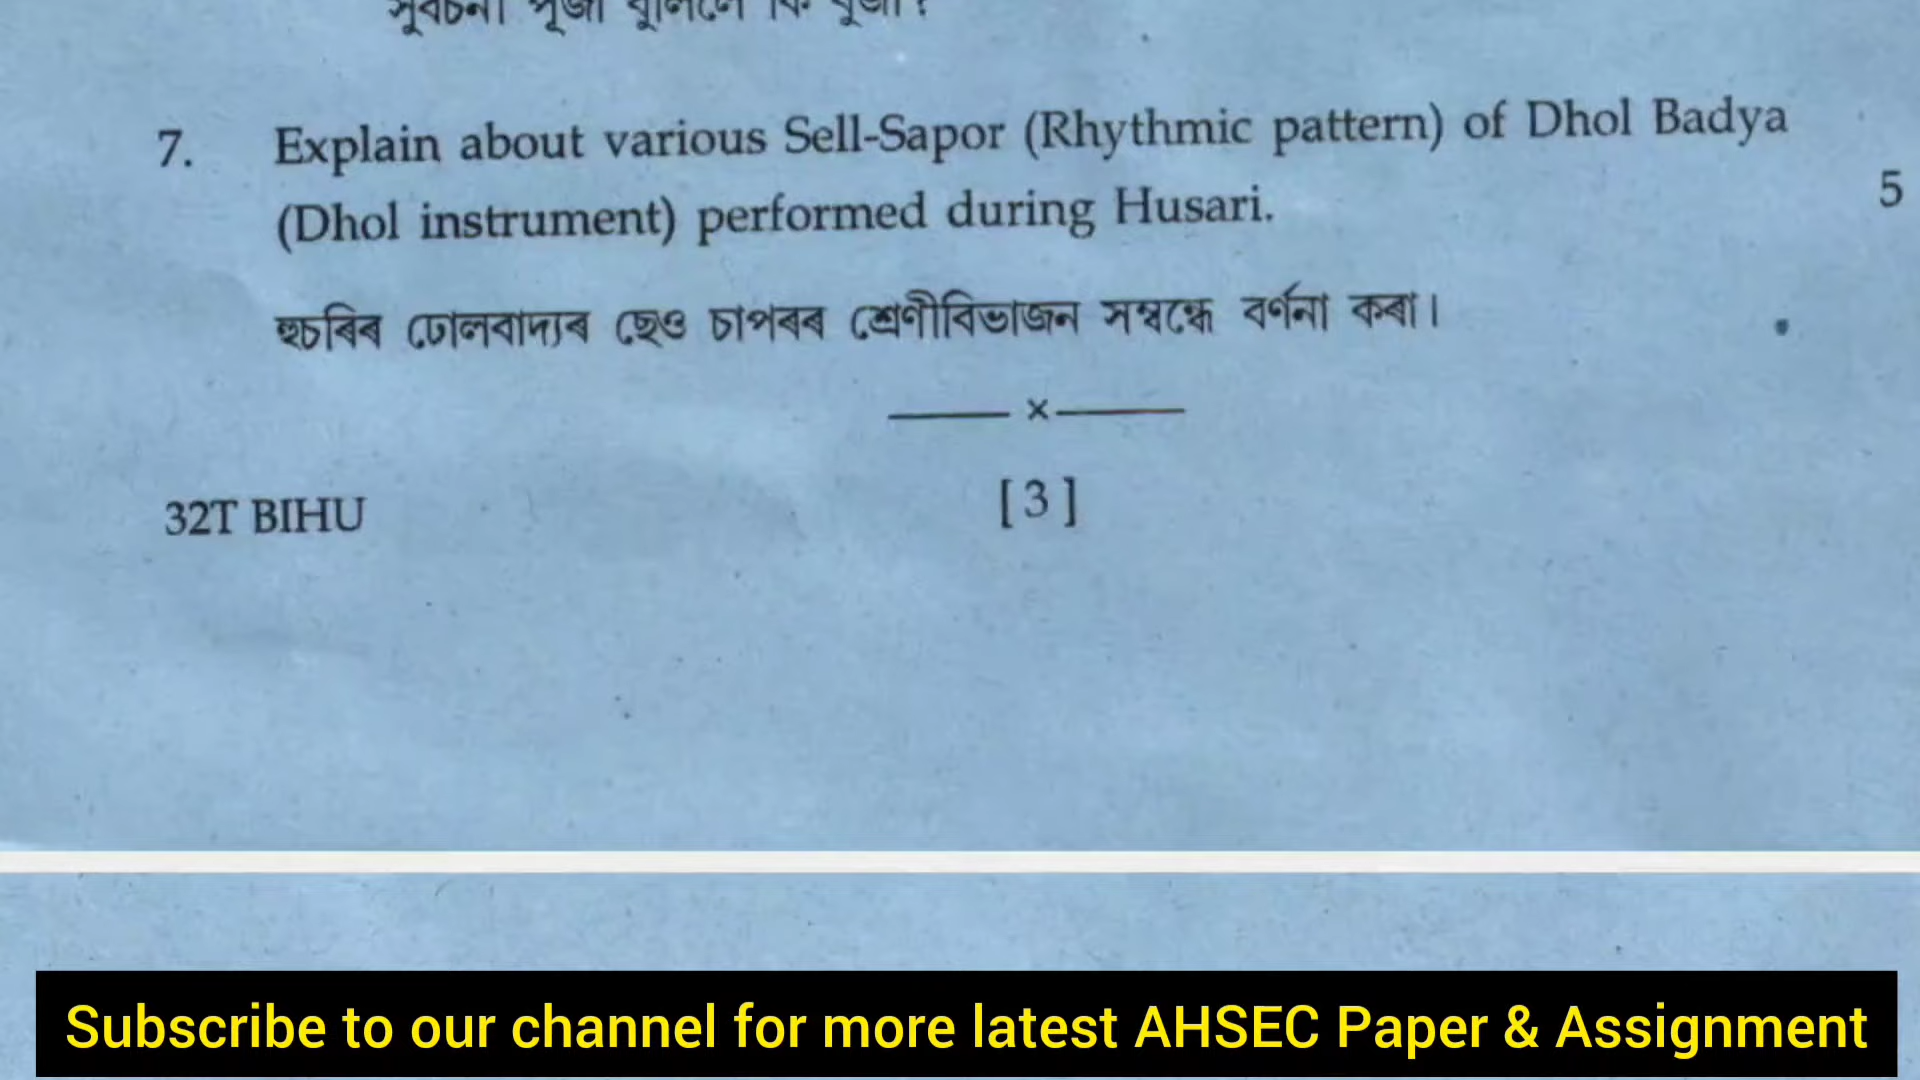 সুবচনী পূজা বুলিলে কি বুজা?
7. Explain about various Sell-Sapor (Rhythmic pattern) of Dhol Badya
(Dhol instrument) performed during Husari. 5
হুচৰিৰ ঢোলবাদ্যৰ ছেও চাপৰৰ শ্ৰেণীবিভাজন সম্বন্ধে বৰ্ণনা কৰা।
×
32T BIHU [3]
Subscribe to our channel for more latest AHSEC Paper & Assignment